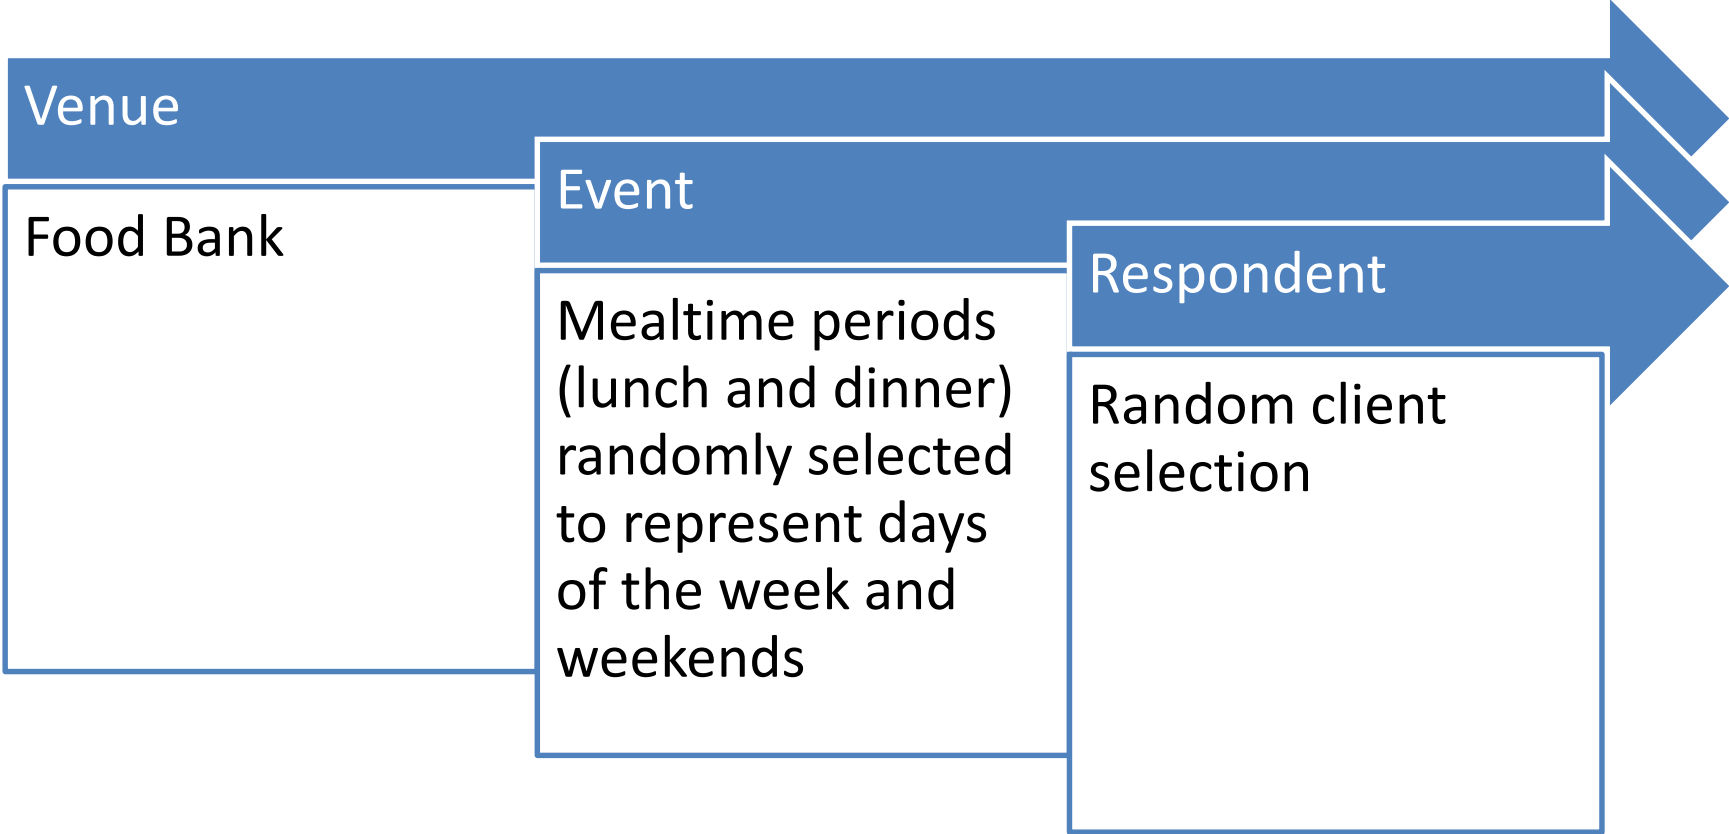 Venue
Food Bank
Event
Mealtime periods
(lunch and dinner)
randomly selected
to represent days
of the week and
weekends
Respondent
Random client
selection